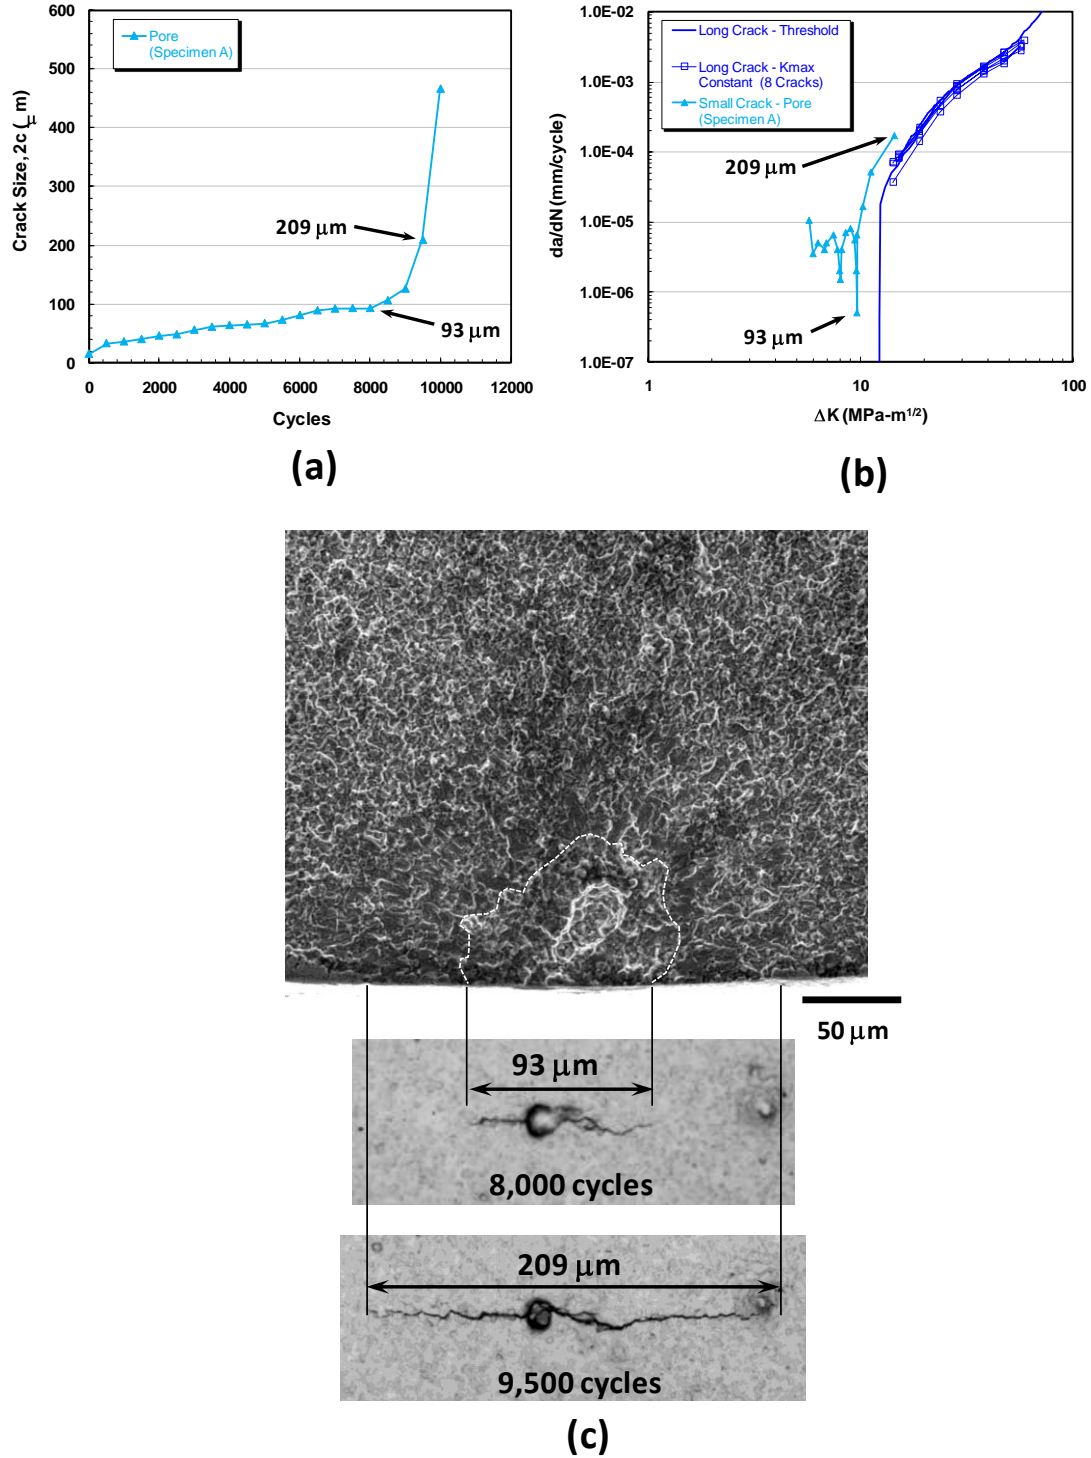 600
500
400
300
200
100
0
Crack Size, 2c (μm)
Pore
(Specimen A)
209 μm
93 μm
0
2000
4000
6000
8000
10000
12000
Cycles
(a)
1.0E-02
1.0E-03
1.0E-04
1.0E-05
1.0E-06
1.0E-07
da/dN (mm/cycle)
Long Crack - Threshold
Long Crack - Kmax
Constant (8 Cracks)
Small Crack - Pore
(Specimen A)
209 μm
93 μm
1
10
100
ΔK (MPa-m1/2)
(b)
50 μm
93 μm
8,000 cycles
209 μm
9,500 cycles
(c)